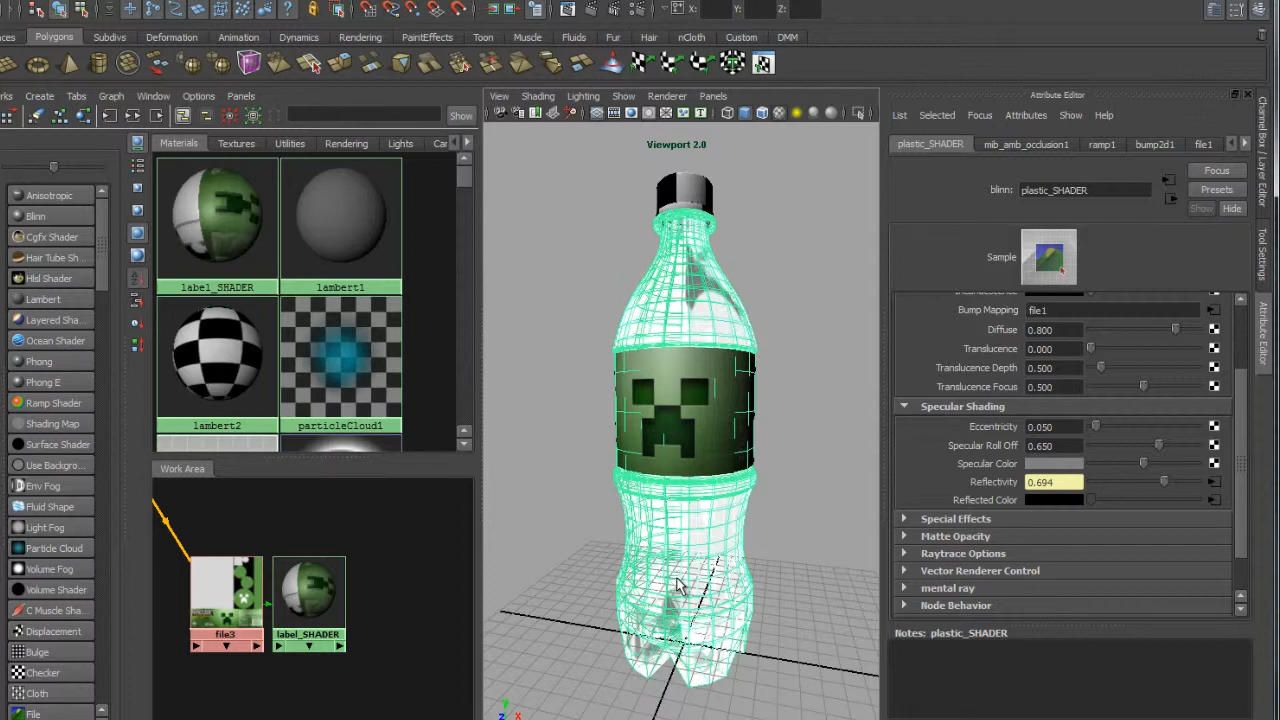 X: Y: Z:
Polygons Subdivs Deformation Animation Dynamics Rendering PaintEffects Toon Muscle Fluids Fur Hair nCloth Custom DMM
Create Tabs Graph Window Options Panels
View Shading Lighting Show Renderer Panels
Attribute Editor
Show
List Selected Focus Attributes Show Help
Materials Textures Utilities Rendering Lights
plastic_SHADER mib_amb_occlusion1 ramp1 bump2d1 file1
Viewport 2.0
Focus
blinn: plastic_SHADER
Presets
Show Hide
Sample
label_SHADER lambert1
lambert2 particleCloud1
Anisotropic
Blinn
Cgfx Shader
Hair Tube Sh...
Hlsl Shader
Lambert
Layered Sha...
Ocean Shader
Phong
Phong E
Ramp Shader
Shading Map
Surface Shader
Use Backgro...
Env Fog
Fluid Shape
Light Fog
Particle Cloud
Volume Fog
Volume Shader
C Muscle Sha...
Displacement
Bulge
Checker
Cloth
File
Work Area
file3 label_SHADER
Bump Mapping file1
Diffuse 0.800
Translucence 0.000
Translucence Depth 0.500
Translucence Focus 0.500
Specular Shading
Eccentricity 0.050
Specular Roll Off 0.650
Specular Color
Reflectivity 0.694
Reflected Color
Special Effects
Matte Opacity
Raytrace Options
Vector Renderer Control
mental ray
Node Behavior
Notes: plastic_SHADER
Channel Box / Layer Editor
Tool Settings
Attribute Editor